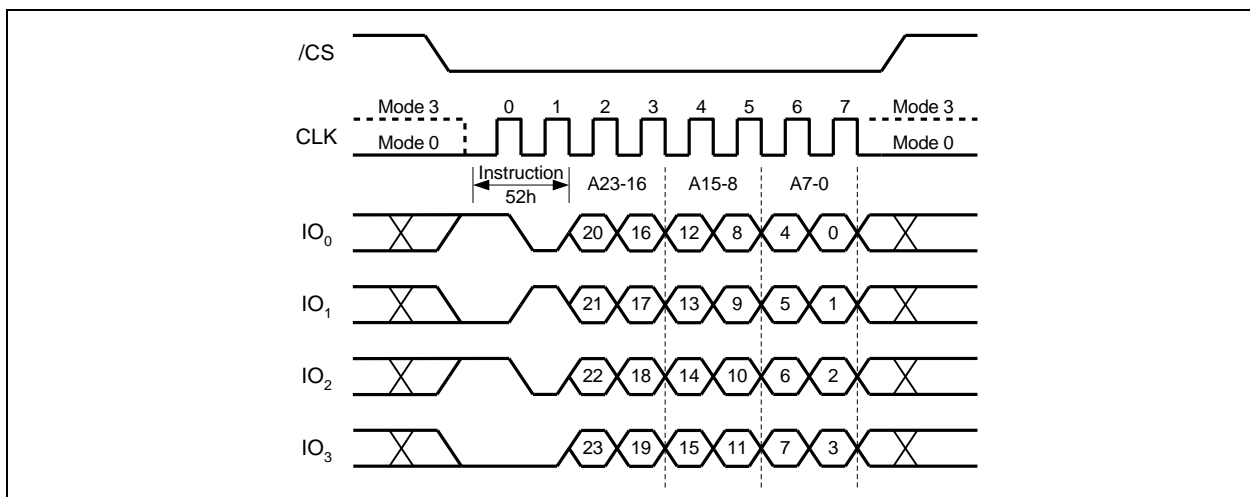 /CS
Mode 3 0 1 2 3 4 5 6 7 Mode 3
CLK
Mode 0 Mode 0
Instruction A23-16 A15-8 A7-0
52h
IO0 20 16 12 8 4 0
IO1 21 17 13 9 5 1
IO2 22 18 14 10 6 2
IO3 23 19 15 11 7 3